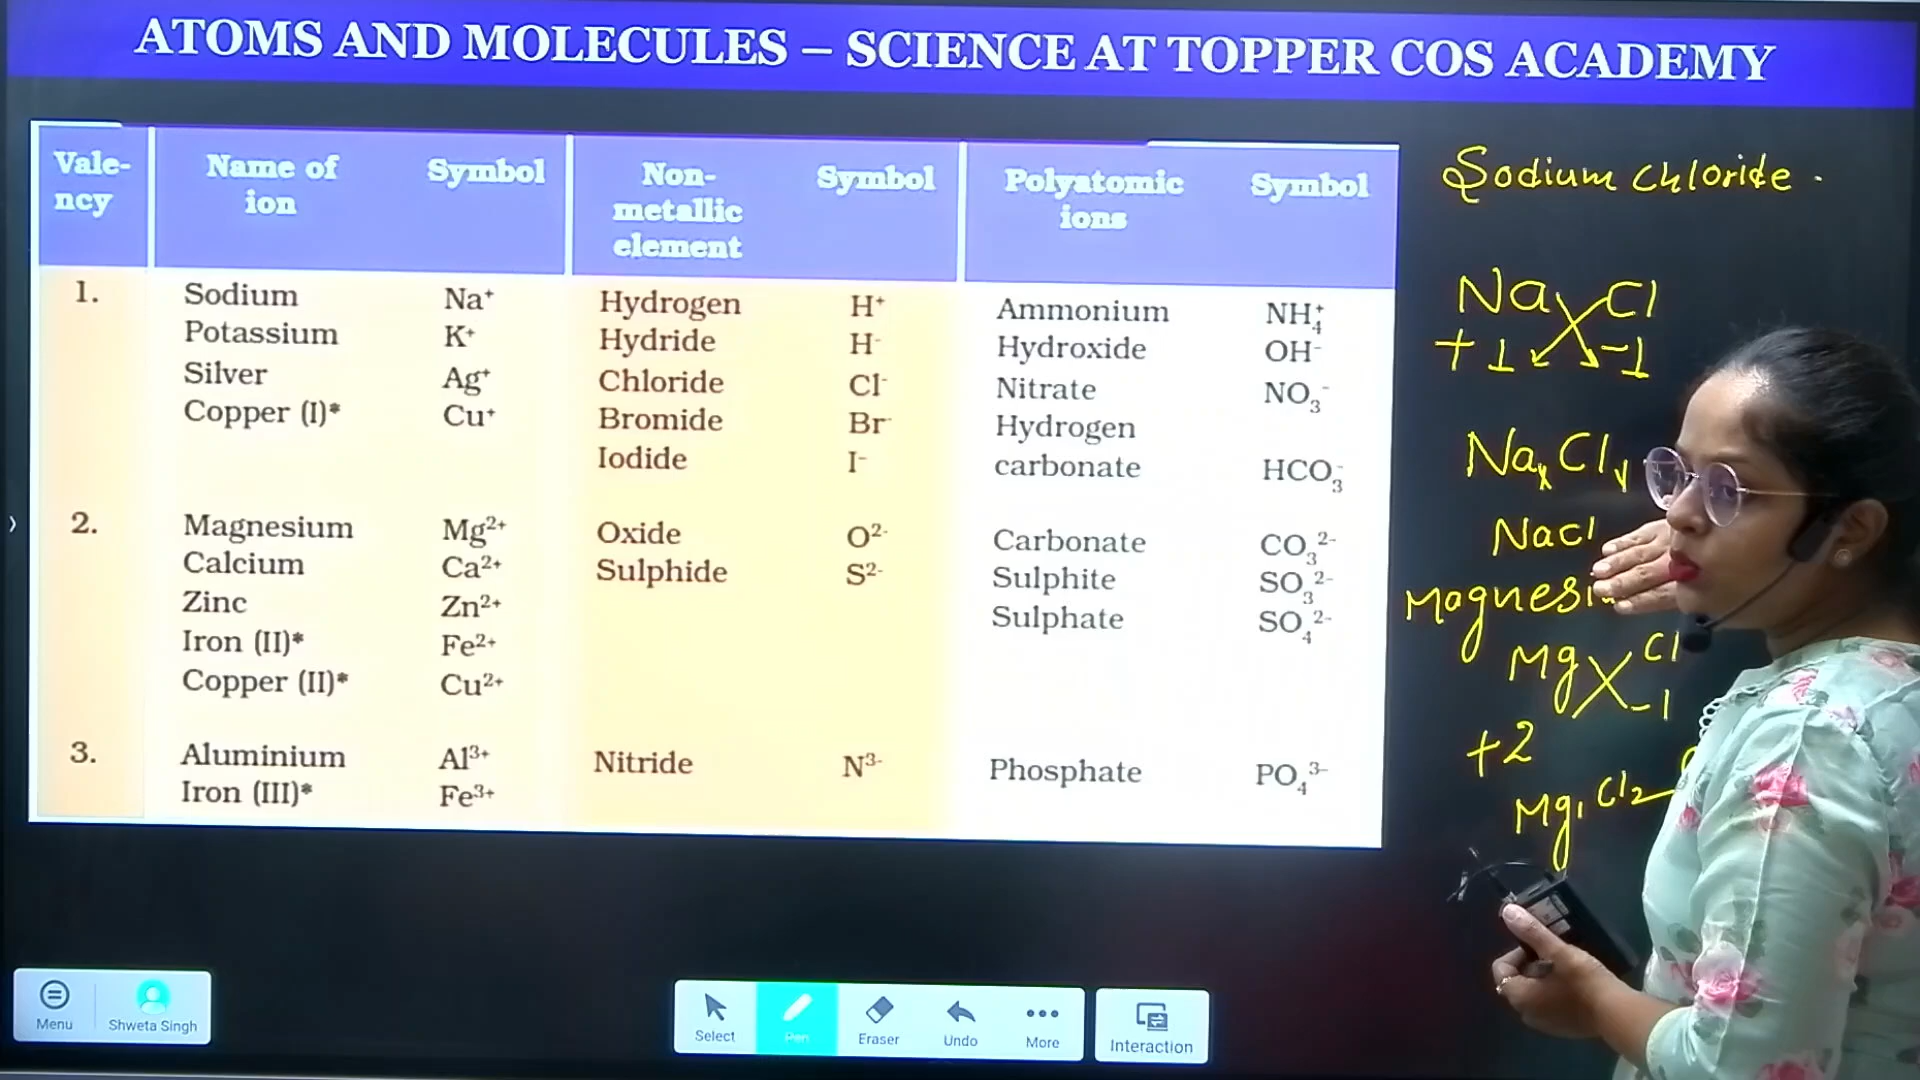 ATOMS AND MOLECULES – SCIENCE AT TOPPER COS ACADEMY
Vale-ncy Name of ion Symbol Non-metallic element Symbol Polyatomic ions Symbol
1. Sodium Na⁺ Hydrogen H⁺ Ammonium NH₄⁺
Potassium K⁺ Hydride H⁻ Hydroxide OH⁻
Silver Ag⁺ Chloride Cl⁻ Nitrate NO₃⁻
Copper (I)* Cu⁺ Bromide Br⁻ Hydrogen
Iodide I⁻ carbonate HCO₃⁻
2. Magnesium Mg²⁺ Oxide O²⁻ Carbonate CO₃²⁻
Calcium Ca²⁺ Sulphide S²⁻ Sulphite SO₃²⁻
Zinc Zn²⁺ Sulphate SO₄²⁻
Iron (II)* Fe²⁺
Copper (II)* Cu²⁺
3. Aluminium Al³⁺ Nitride N³⁻ Phosphate PO₄³⁻
Iron (III)* Fe³⁺
Sodium chloride .
Na Cl
+1 -1
NaₓCl
NaCl
Mg Cl
+2 -1
Mg₁Cl₂
Menu
Shweta Singh
Select
Pen
Eraser
Undo
More
Interaction